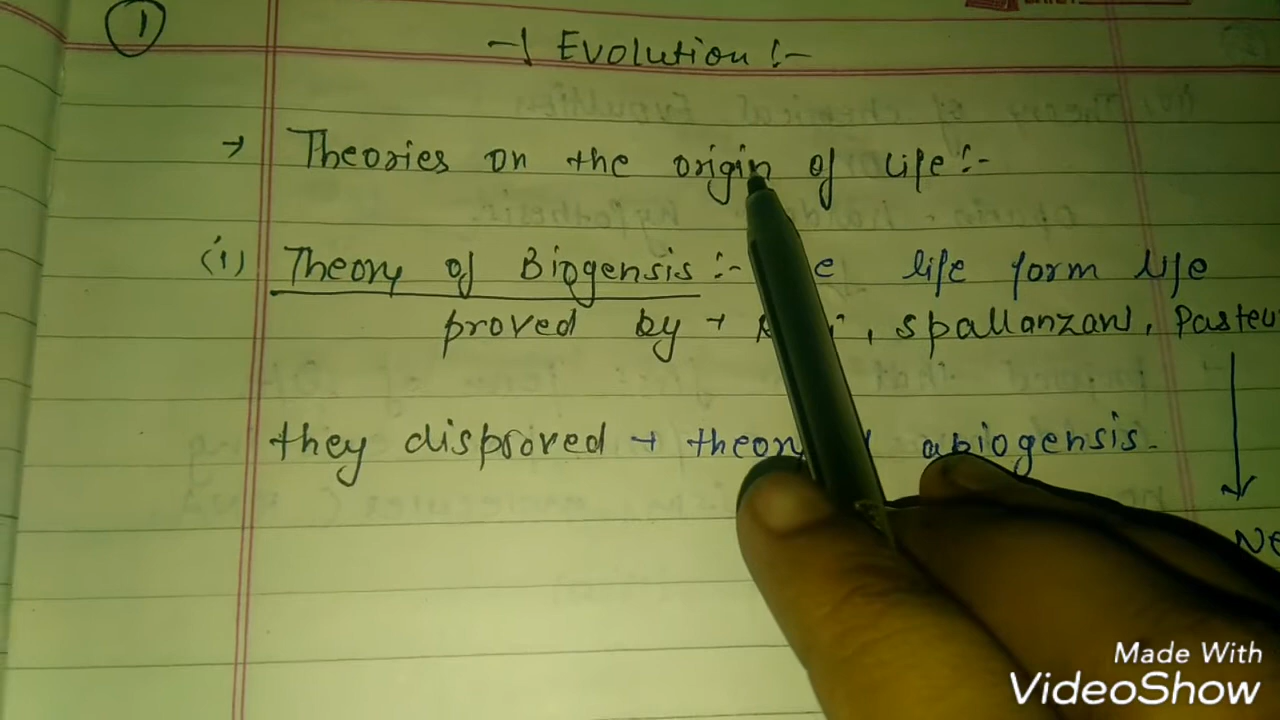 1
Evolution :-
→ Theories on the origin of life :-
(i) Theory of Biogensis :- life form life
proved by → , spallanzani, Pasteu
they disproved → theory abiogensis.
Ne
Made With
VideoShow